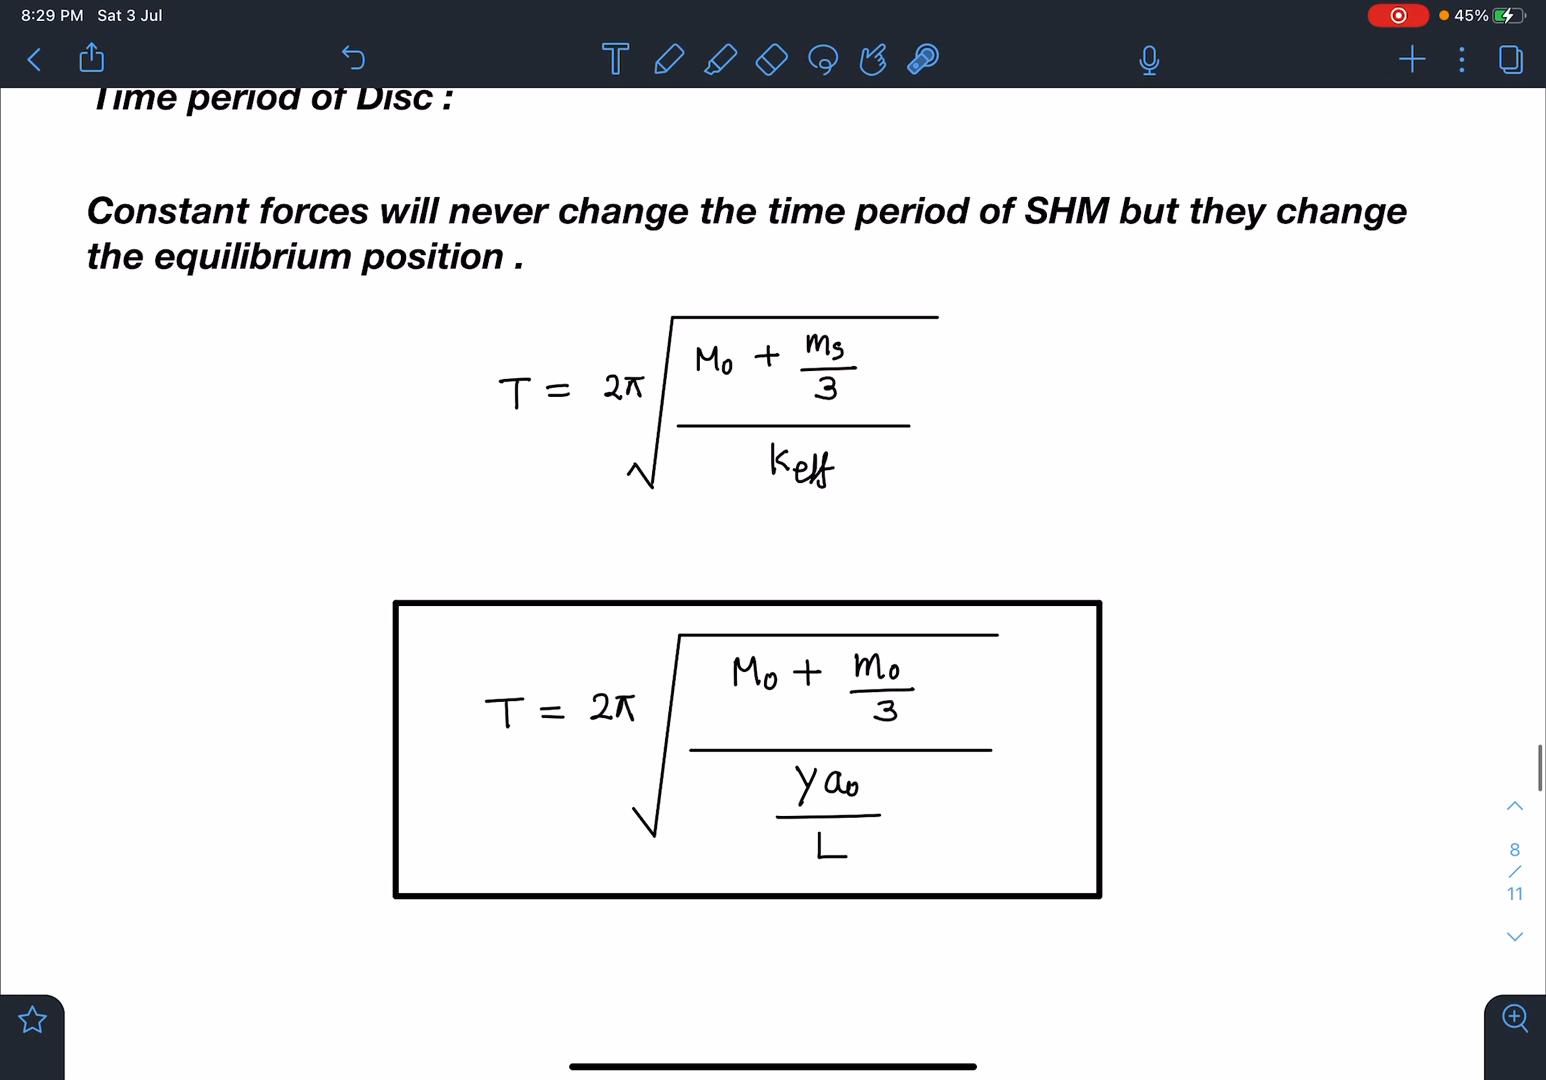 8:29 PM Sat 3 Jul
45%
T
Time period of Disc :
Constant forces will never change the time period of SHM but they change
the equilibrium position .
T = 2π √((M₀ + mₛ/3) / Keff)
T = 2π √((M₀ + m₀/3) / (y a₀/L))
8
/
11